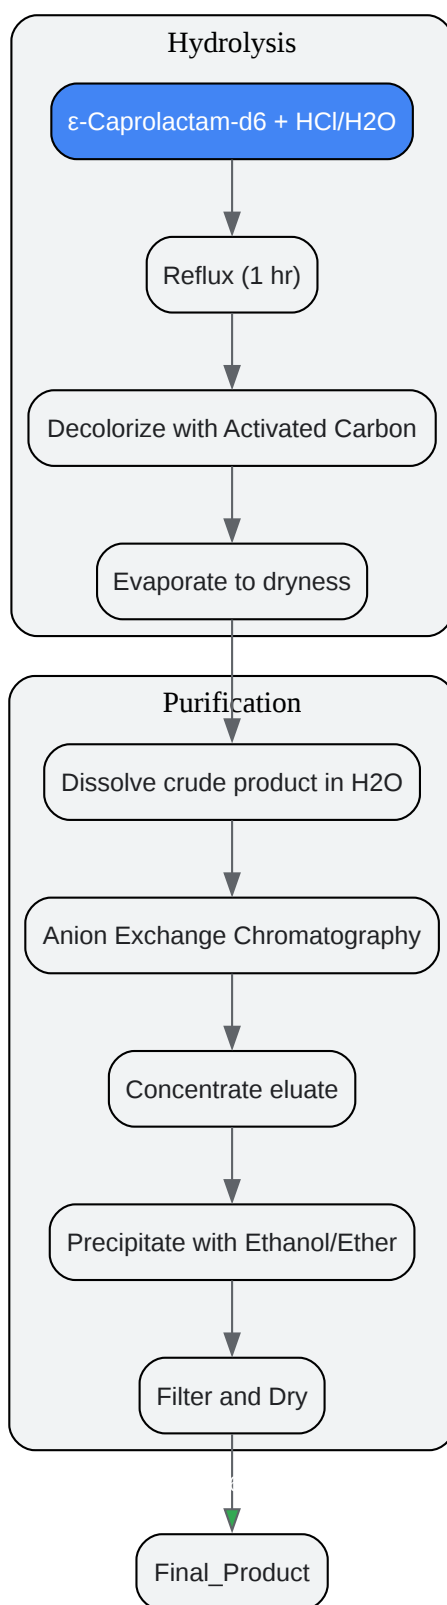 Hydrolysis
ε-Caprolactam-d6 + HCl/H2O
Reflux (1 hr)
Decolorize with Activated Carbon
Evaporate to dryness
Purification
Dissolve crude product in H2O
Anion Exchange Chromatography
Concentrate eluate
Precipitate with Ethanol/Ether
Filter and Dry
Final_Product